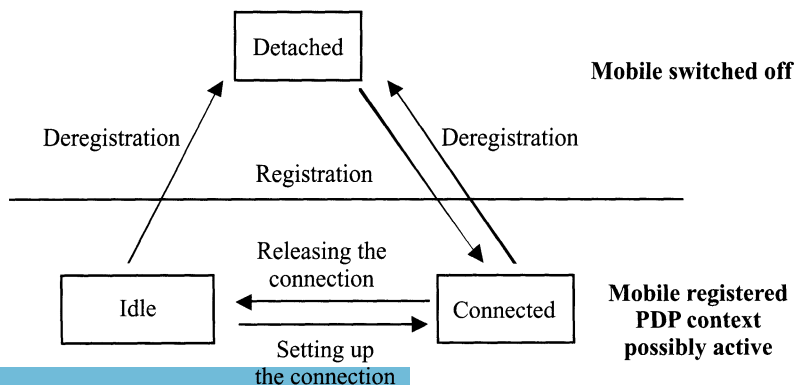 Detached
Mobile switched off
Deregistration
Deregistration
Registration
Releasing the
connection
Idle
Connected
Mobile registered
PDP context
possibly active
Setting up
the connection